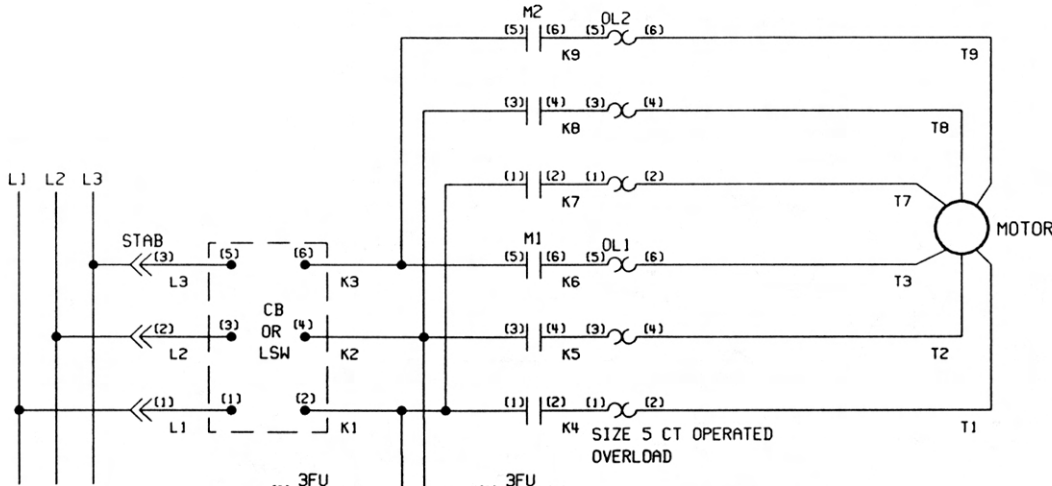 M2 OL2
(5) (6) (5) (6)
K9 T9
(3) (4) (3) (4)
K8 T8
L1 L2 L3
(1) (2) (1) (2)
K7 T7
MOTOR
STAB
M1 OL1
(3) (5) (6) (5) (6) (5) (6)
L3 K3 K6 T3
CB
OR
LSW
(2) (3) (4) (3) (4) (3) (4)
L2 K2 K5 T2
(1) (1) (2) (1) (2) (1) (2)
L1 K1 K4 T1
SIZE 5 CT OPERATED
OVERLOAD
3FU 3FU